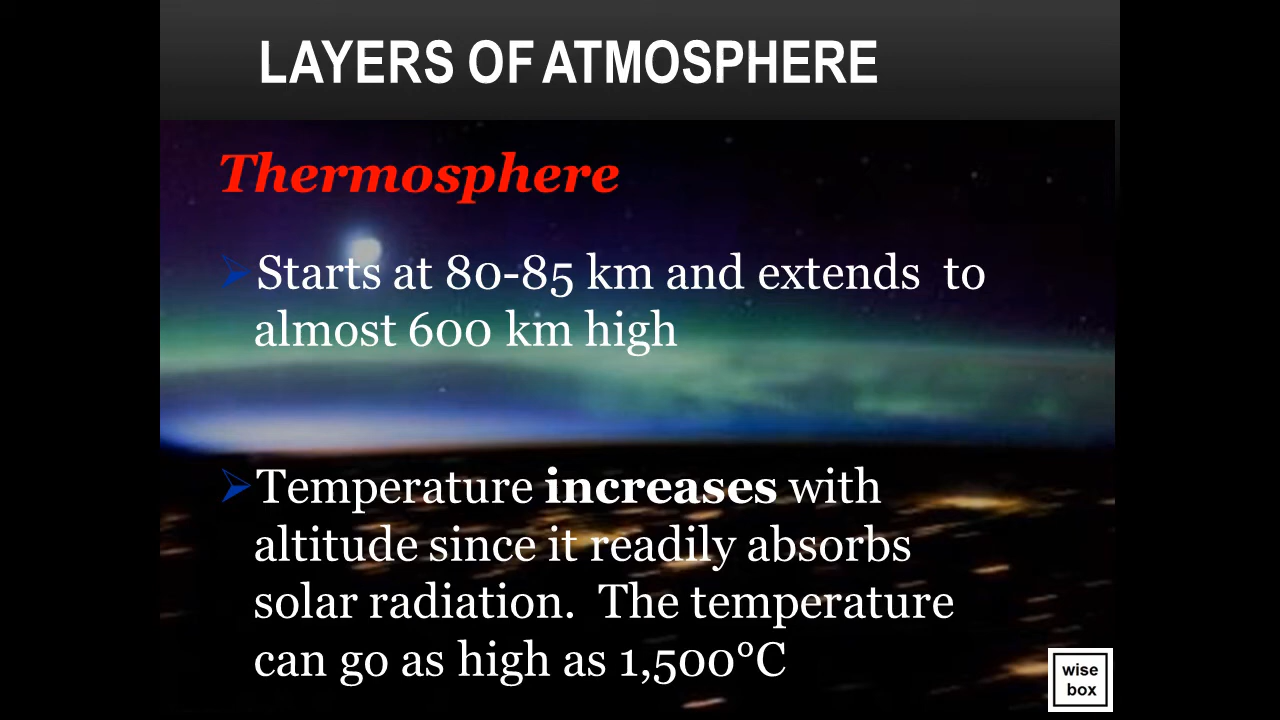 LAYERS OF ATMOSPHERE
Thermosphere
Starts at 80-85 km and extends  to
almost 600 km high
Temperature increases with
altitude since it readily absorbs
solar radiation.  The temperature
can go as high as 1,500°C
wise
box